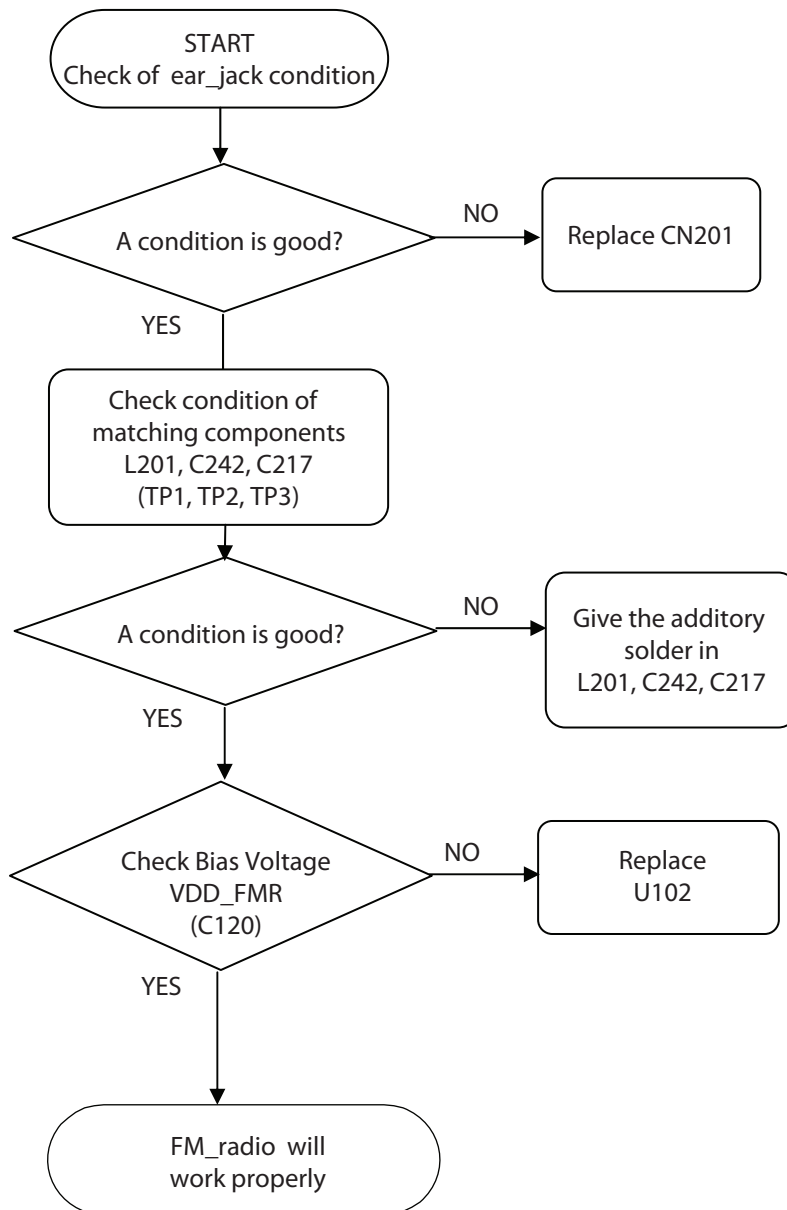 START
Check of ear_jack condition
A condition is good?
NO
Replace CN201
YES
Check condition of
matching components
L201, C242, C217
(TP1, TP2, TP3)
A condition is good?
NO
Give the additory
solder in
L201, C242, C217
YES
Check Bias Voltage
VDD_FMR
(C120)
NO
Replace
U102
YES
FM_radio will
work properly